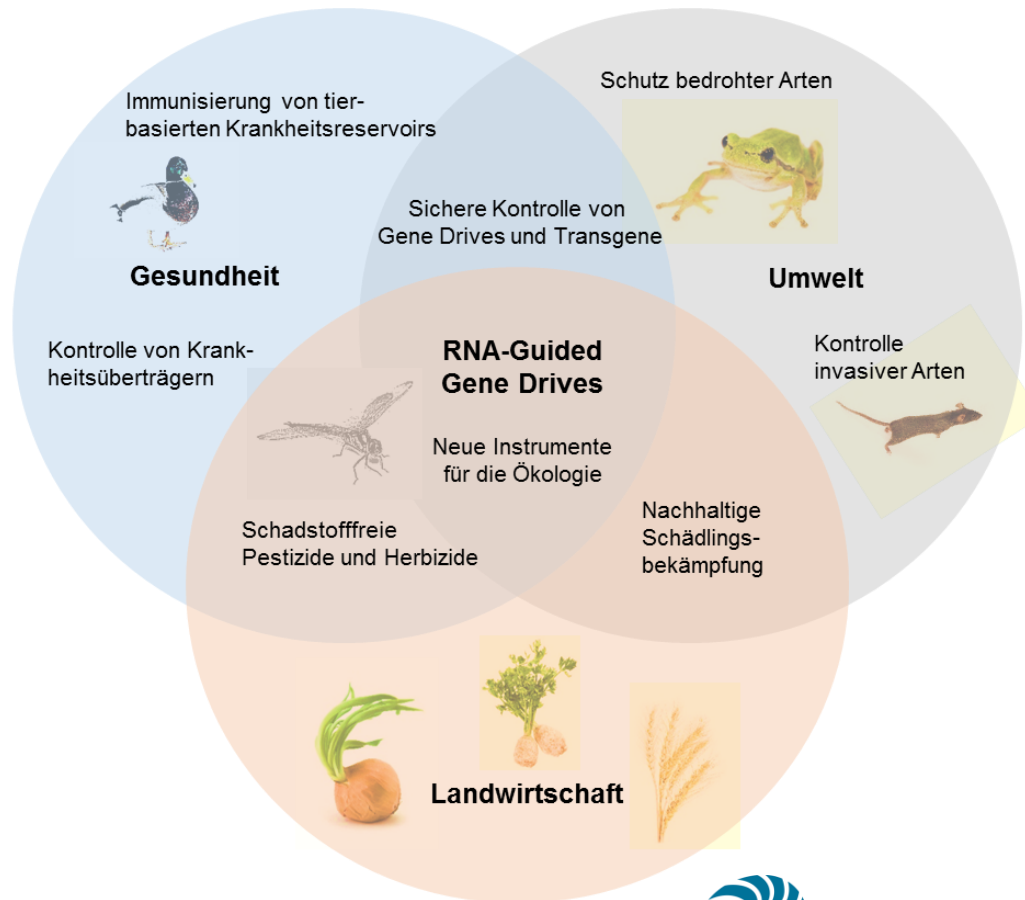 Immunisierung von tier-
basierten Krankheitsreservoirs
Schutz bedrohter Arten
Sichere Kontrolle von
Gene Drives und Transgene
Gesundheit
Umwelt
Kontrolle von Krank-
heitsüberträgern
RNA-Guided
Gene Drives
Kontrolle
invasiver Arten
Neue Instrumente
für die Ökologie
Schadstofffreie
Pestizide und Herbizide
Nachhaltige
Schädlings-
bekämpfung
Landwirtschaft